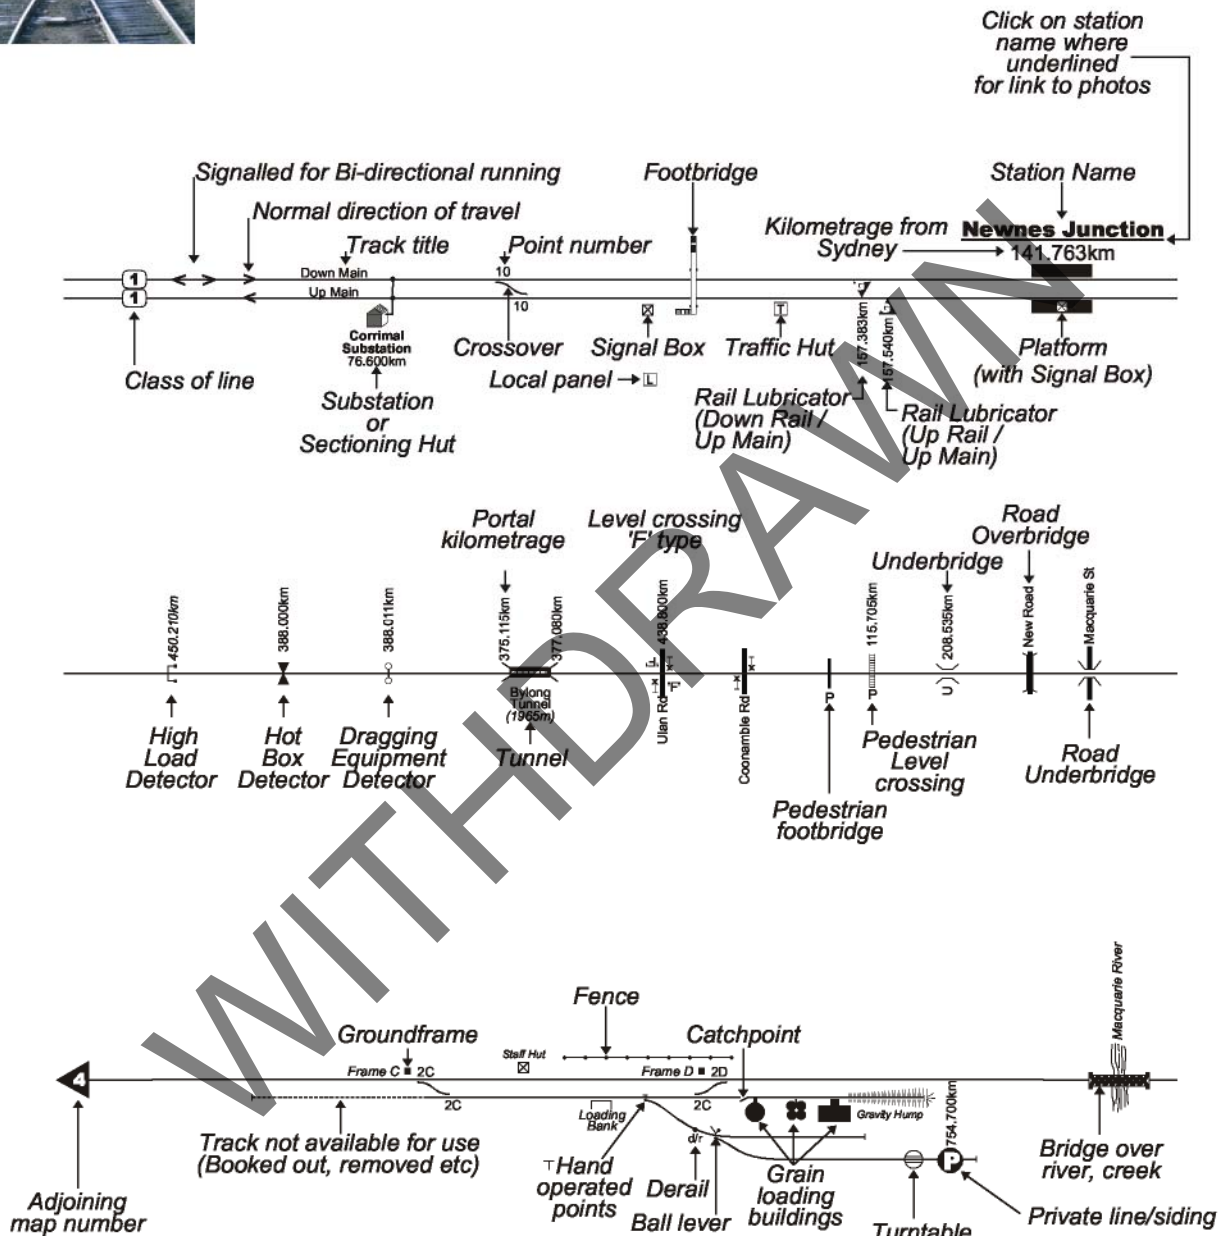 Click on station
name where
underlined
for link to photos
Signalled for Bi-directional running
Footbridge
Station Name
Normal direction of travel
Kilometrage from
Sydney
Newnes Junction
141.763km
Track title
Point number
Down Main
10
1
Up Main
1
10
T
Corrimal
Substation
76.600km
157.383km
157.540km
Class of line
Crossover
Signal Box
Traffic Hut
Platform
(with Signal Box)
Local panel
L
Substation
or
Sectioning Hut
Rail Lubricator
(Down Rail /
Up Main)
Rail Lubricator
(Up Rail /
Up Main)
Portal
kilometrage
Level crossing
'F' type
Road
Overbridge
Underbridge
450.210km
388.000km
388.011km
375.115km
377.080km
438.800km
115.705km
208.535km
New Road
Macquarie St
Bylong
Tunnel
(1965m)
Ulan Rd
F
F
Coonamble Rd
P
P
U
High
Load
Detector
Hot
Box
Detector
Dragging
Equipment
Detector
Tunnel
Pedestrian
Level
crossing
Road
Underbridge
Pedestrian
footbridge
WITHDRAWN
Macquarie River
Fence
Groundframe
Catchpoint
Staff Hut
4
Frame C
2C
Frame D
2D
2C
Loading
Bank
2C
Gravity Hump
754.700km
d/r
P
Track not available for use
(Booked out, removed etc)
Bridge over
river, creek
Adjoining
map number
Hand
operated
points
Derail
Ball lever
Grain
loading
buildings
Turntable
Private line/siding